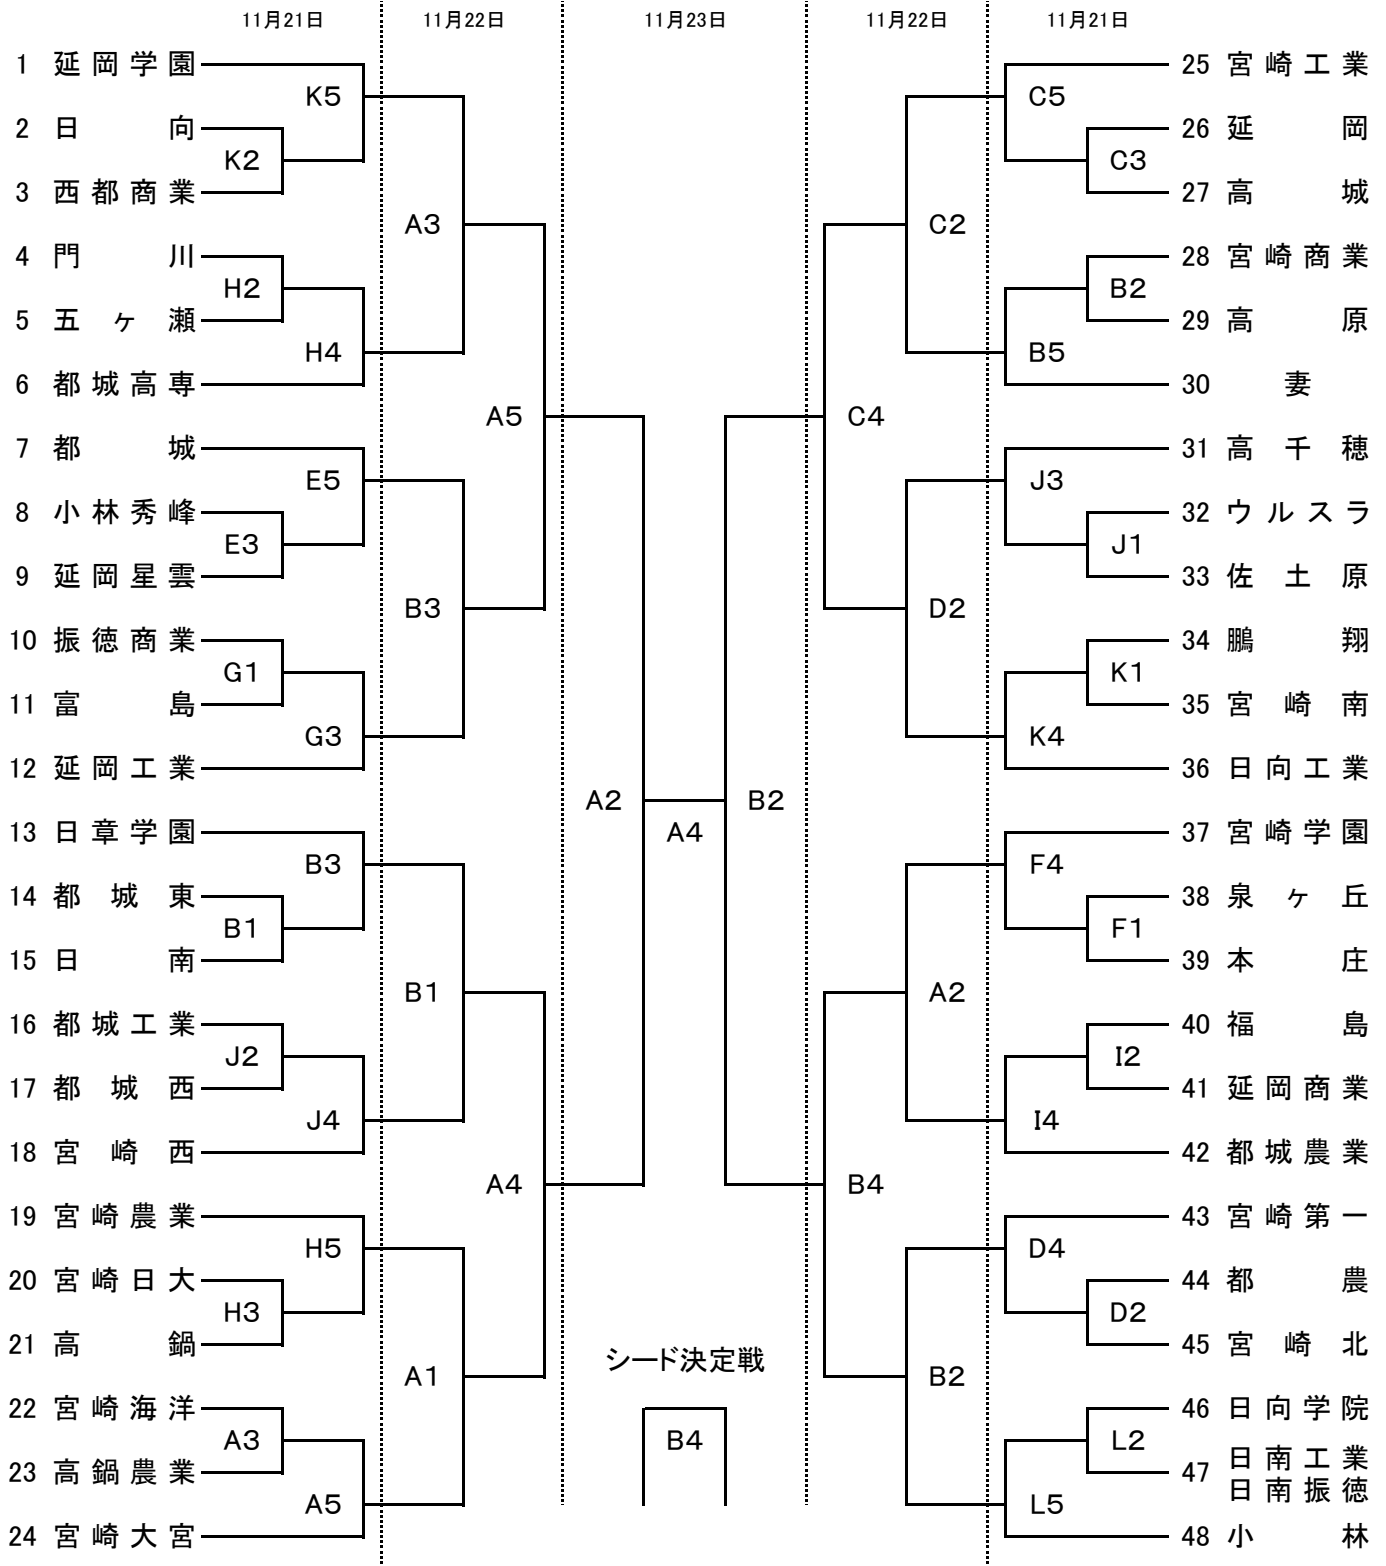 11月21日 11月22日 11月23日 11月22日 11月21日
1 延岡学園
K5
2 日向
K2
3 西都商業
A3
4 門川
H2
5 五ヶ瀬
H4
6 都城高専
A5
7 都城
E5
8 小林秀峰
E3
9 延岡星雲
B3
10 振徳商業
G1
11 富島
G3
12 延岡工業
A2
13 日章学園
B3
14 都城東
B1
15 日南
B1
16 都城工業
J2
17 都城西
J4
18 宮崎西
A4
19 宮崎農業
H5
20 宮崎日大
H3
21 高鍋
A1
22 宮崎海洋
A3
23 高鍋農業
A5
24 宮崎大宮
A4
シード決定戦
B4
25 宮崎工業
C5
26 延岡
C3
27 高城
C2
28 宮崎商業
B2
29 高原
B5
30 妻
C4
31 高千穂
J3
32 ウルスラ
J1
33 佐土原
D2
34 鵬翔
K1
35 宮崎南
K4
36 日向工業
B2
37 宮崎学園
F4
38 泉ヶ丘
F1
39 本庄
A2
40 福島
I2
41 延岡商業
I4
42 都城農業
B4
43 宮崎第一
D4
44 都農
D2
45 宮崎北
B2
46 日向学院
L2
47 日南工業
日南振徳
L5
48 小林